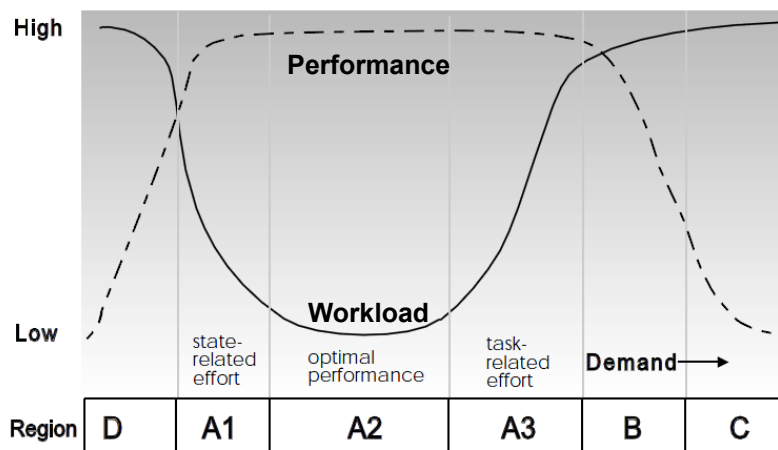 High
Performance
Low
Workload
state-
related
effort
optimal
performance
task-
related
effort
Demand
Region D A1 A2 A3 B C